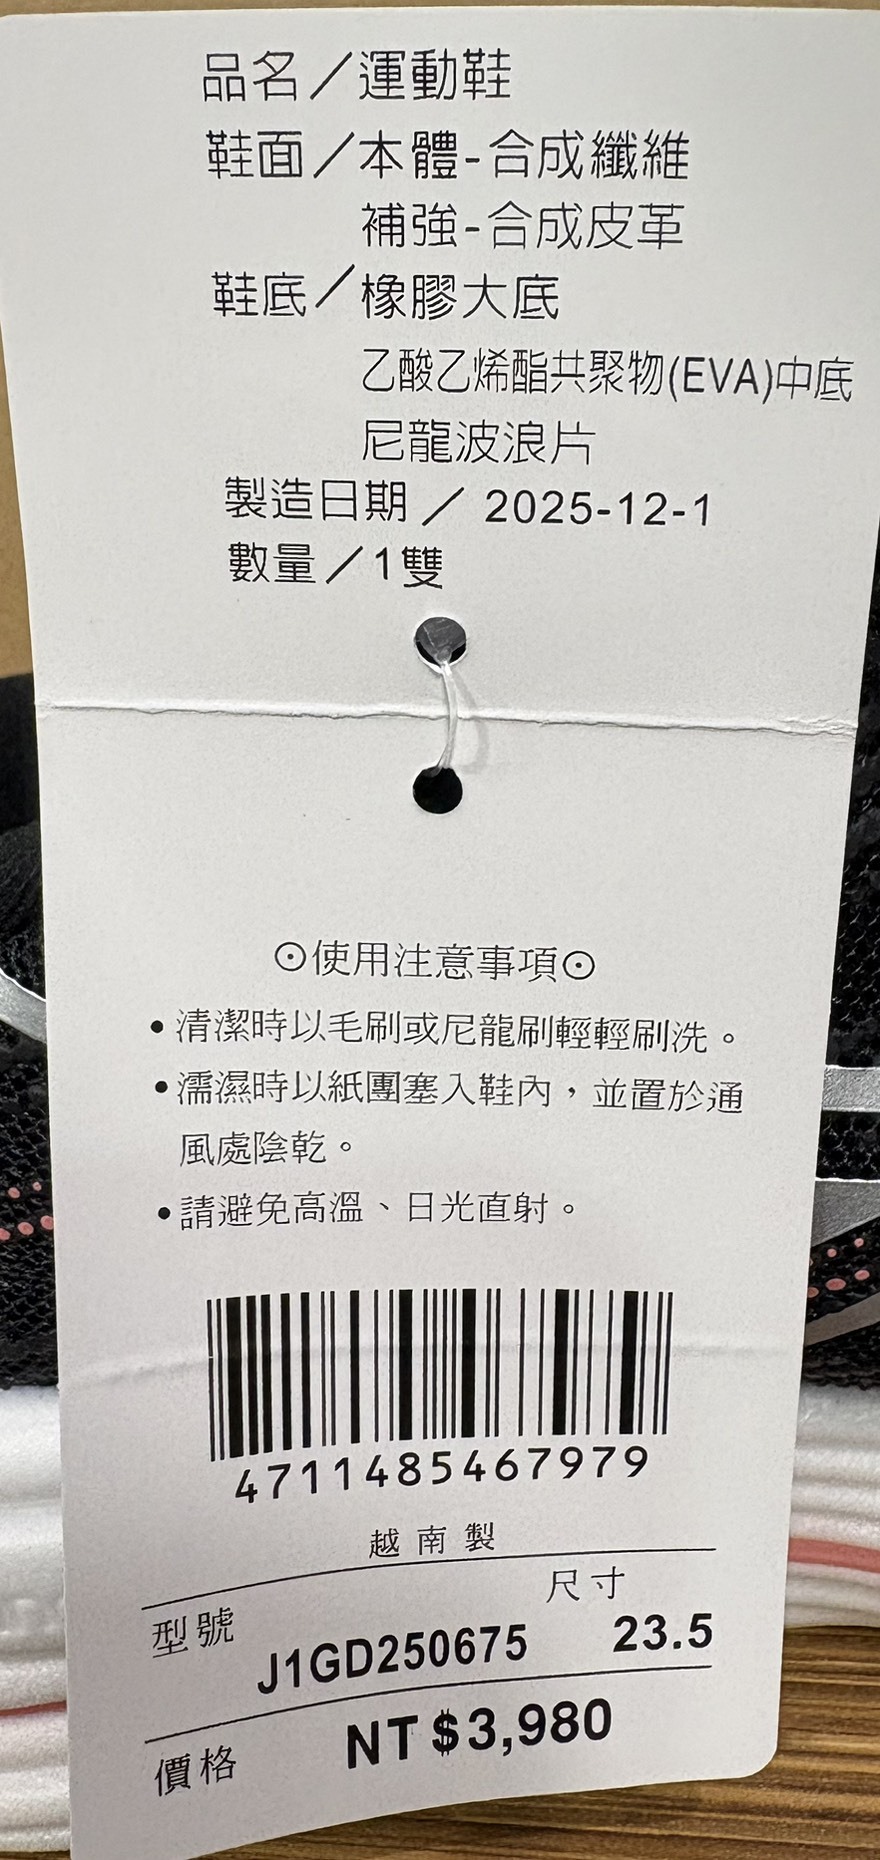 品名／運動鞋
鞋面／本體-合成纖維
補強-合成皮革
鞋底／橡膠大底
乙酸乙烯酯共聚物(EVA)中底
尼龍波浪片
製造日期／2025-12-1
數量／1雙
⊙使用注意事項⊙
•清潔時以毛刷或尼龍刷輕輕刷洗。
•濡濕時以紙團塞入鞋內，並置於通
風處陰乾。
•請避免高溫、日光直射。
4711485467979
越南製
尺寸
型號 J1GD250675 23.5
價格 NT$3,980